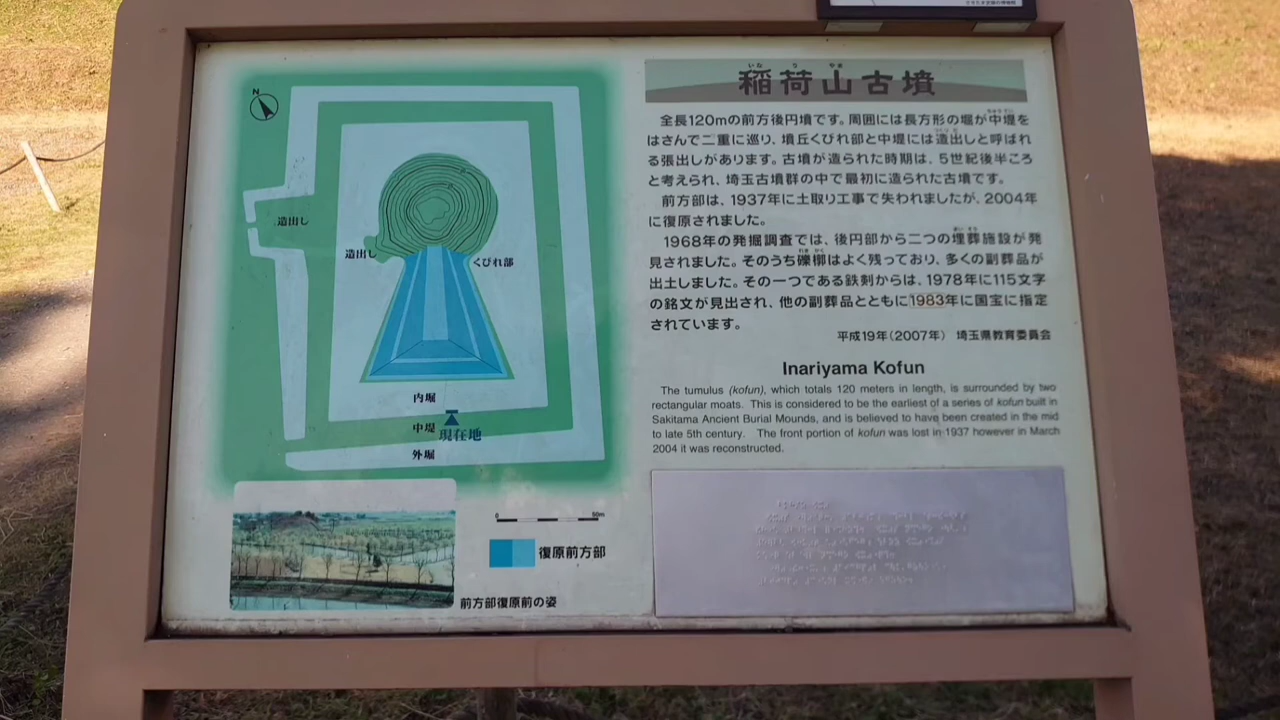 稲荷山古墳
いなりやま
全長120mの前方後円墳です。周囲には長方形の堀が中堤を
はさんで二重に巡り、墳丘くびれ部と中堤には造出しと呼ばれ
る張出しがあります。古墳が造られた時期は、5世紀後半ころ
と考えられ、埼玉古墳群の中で最初に造られた古墳です。
前方部は、1937年に土取り工事で失われましたが、2004年
に復原されました。
1968年の発掘調査では、後円部から二つの埋葬施設が発
見されました。そのうち礫槨はよく残っており、多くの副葬品が
出土しました。その一つである鉄剣からは、1978年に115文字
の銘文が見出され、他の副葬品とともに1983年に国宝に指定
されています。
平成19年(2007年) 埼玉県教育委員会
Inariyama Kofun
The tumulus (kofun), which totals 120 meters in length, is surrounded by two
rectangular moats. This is considered to be the earliest of a series of kofun built in
Sakitama Ancient Burial Mounds, and is believed to have been created in the mid
to late 5th century. The front portion of kofun was lost in 1937 however in March
2004 it was reconstructed.
N
造出し
造出し
くびれ部
内堀
中堤
現在地
外堀
0 50m
復原前方部
前方部復原前の姿